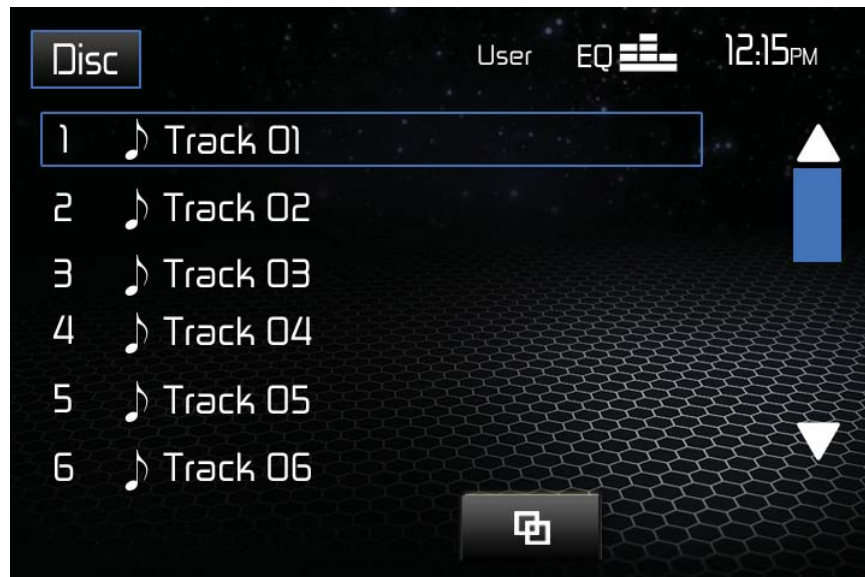 Disc User EQ 12:15PM
1 Track 01
2 Track 02
3 Track 03
4 Track 04
5 Track 05
6 Track 06